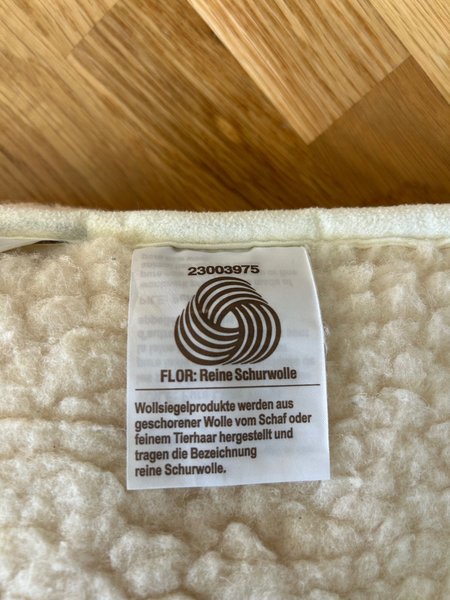 23003975
FLOR: Reine Schurwolle
Wollsiegelprodukte werden aus
geschorener Wolle vom Schaf oder
feinem Tierhaar hergestellt und
tragen die Bezeichnung
reine Schurwolle.